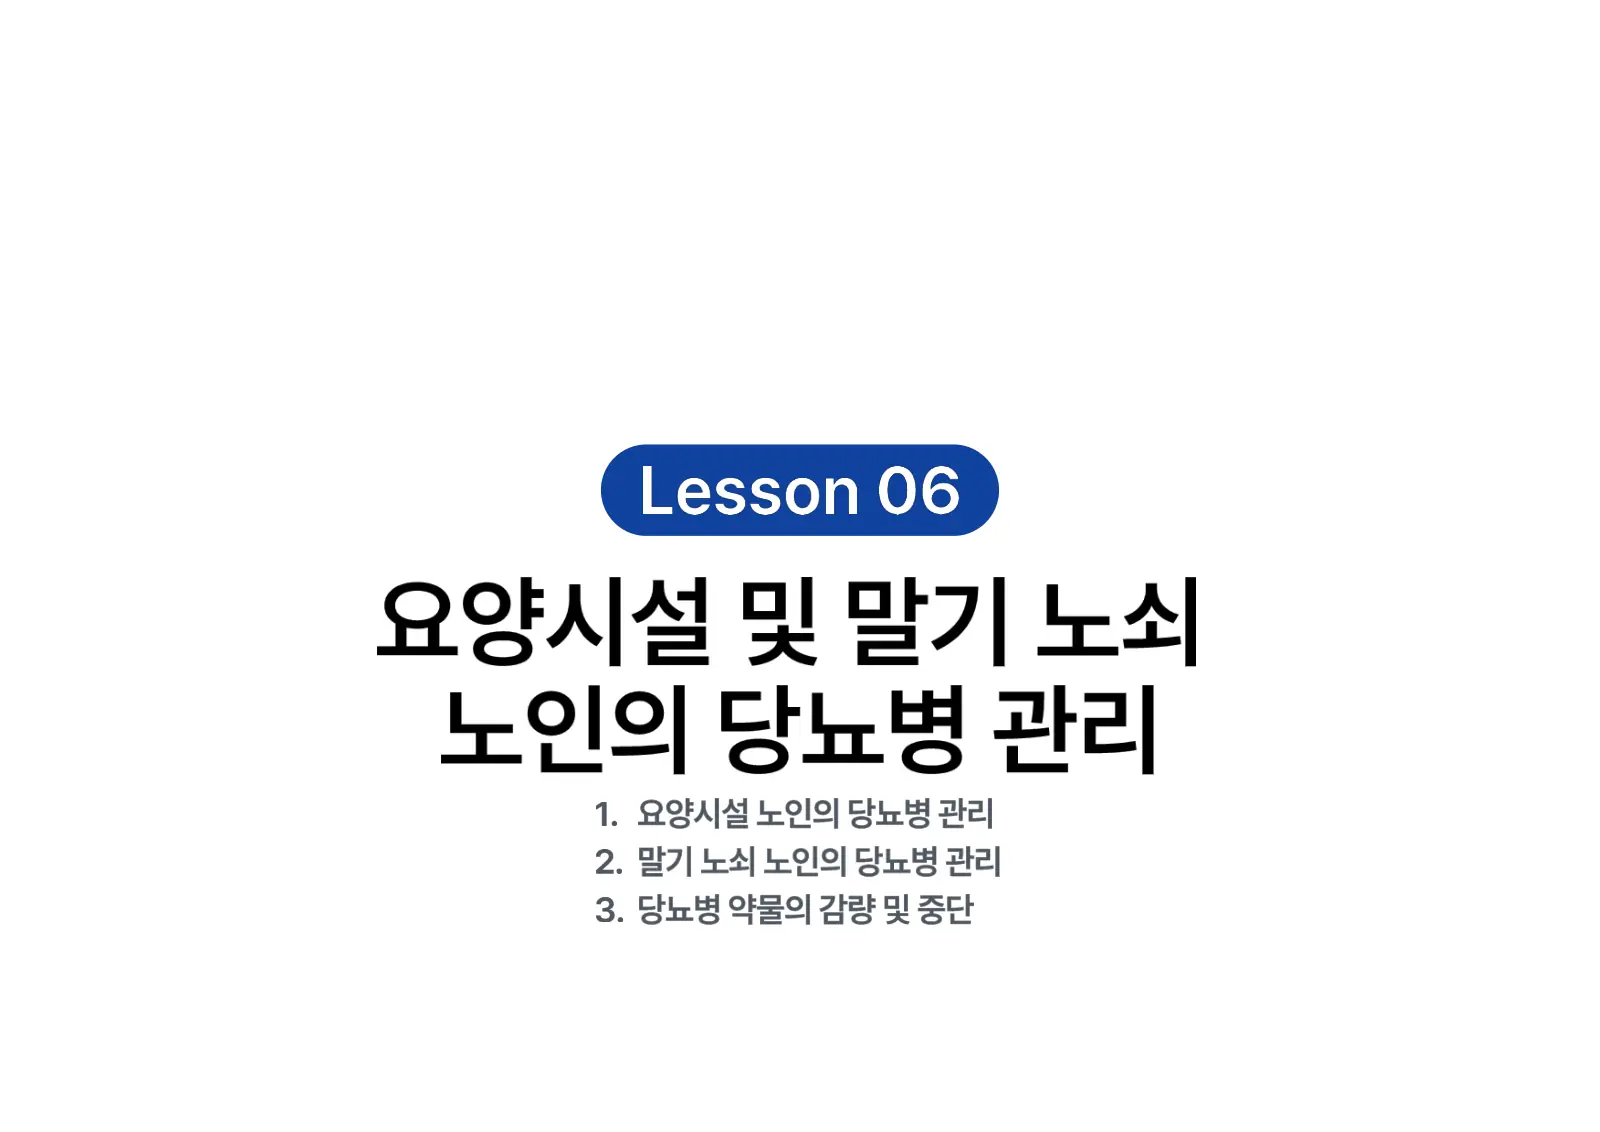 Lesson 06
요양시설 및 말기 노쇠
노인의 당뇨병 관리
1. 요양시설 노인의 당뇨병 관리
2. 말기 노쇠 노인의 당뇨병 관리
3. 당뇨병 약물의 감량 및 중단